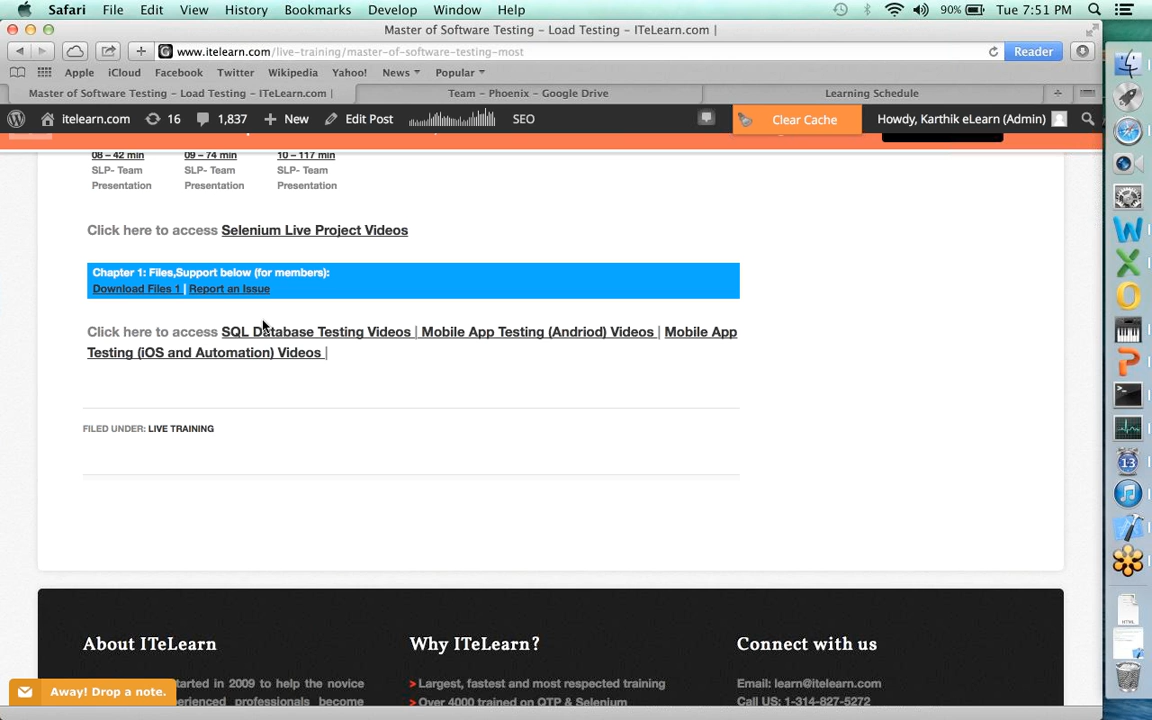 Safari File Edit View History Bookmarks Develop Window Help 90% Tue 7:51 PM
Master of Software Testing – Load Testing – ITeLearn.com
www.itelearn.com/live-training/master-of-software-testing-most Reader
Apple iCloud Facebook Twitter Wikipedia Yahoo! News Popular
Master of Software Testing – Load Testing – ITeLearn.com Team – Phoenix – Google Drive Learning Schedule
itelearn.com 16 1,837 + New Edit Post SEO Clear Cache Howdy, Karthik eLearn (Admin)
08 – 42 min 09 – 74 min 10 – 117 min
SLP- Team SLP- Team SLP- Team
Presentation Presentation Presentation
Click here to access Selenium Live Project Videos
Chapter 1: Files,Support below (for members):
Download Files 1 | Report an Issue
Click here to access SQL Database Testing Videos | Mobile App Testing (Andriod) Videos | Mobile App
Testing (iOS and Automation) Videos |
FILED UNDER: LIVE TRAINING
About ITeLearn Why ITeLearn? Connect with us
tarted in 2009 to help the novice > Largest, fastest and most respected training Email: learn@itelearn.com
Away! Drop a note.
professionals become > Over 4000 trained on QTP & Selenium Call US: 1-314-827-5272
13
HTML